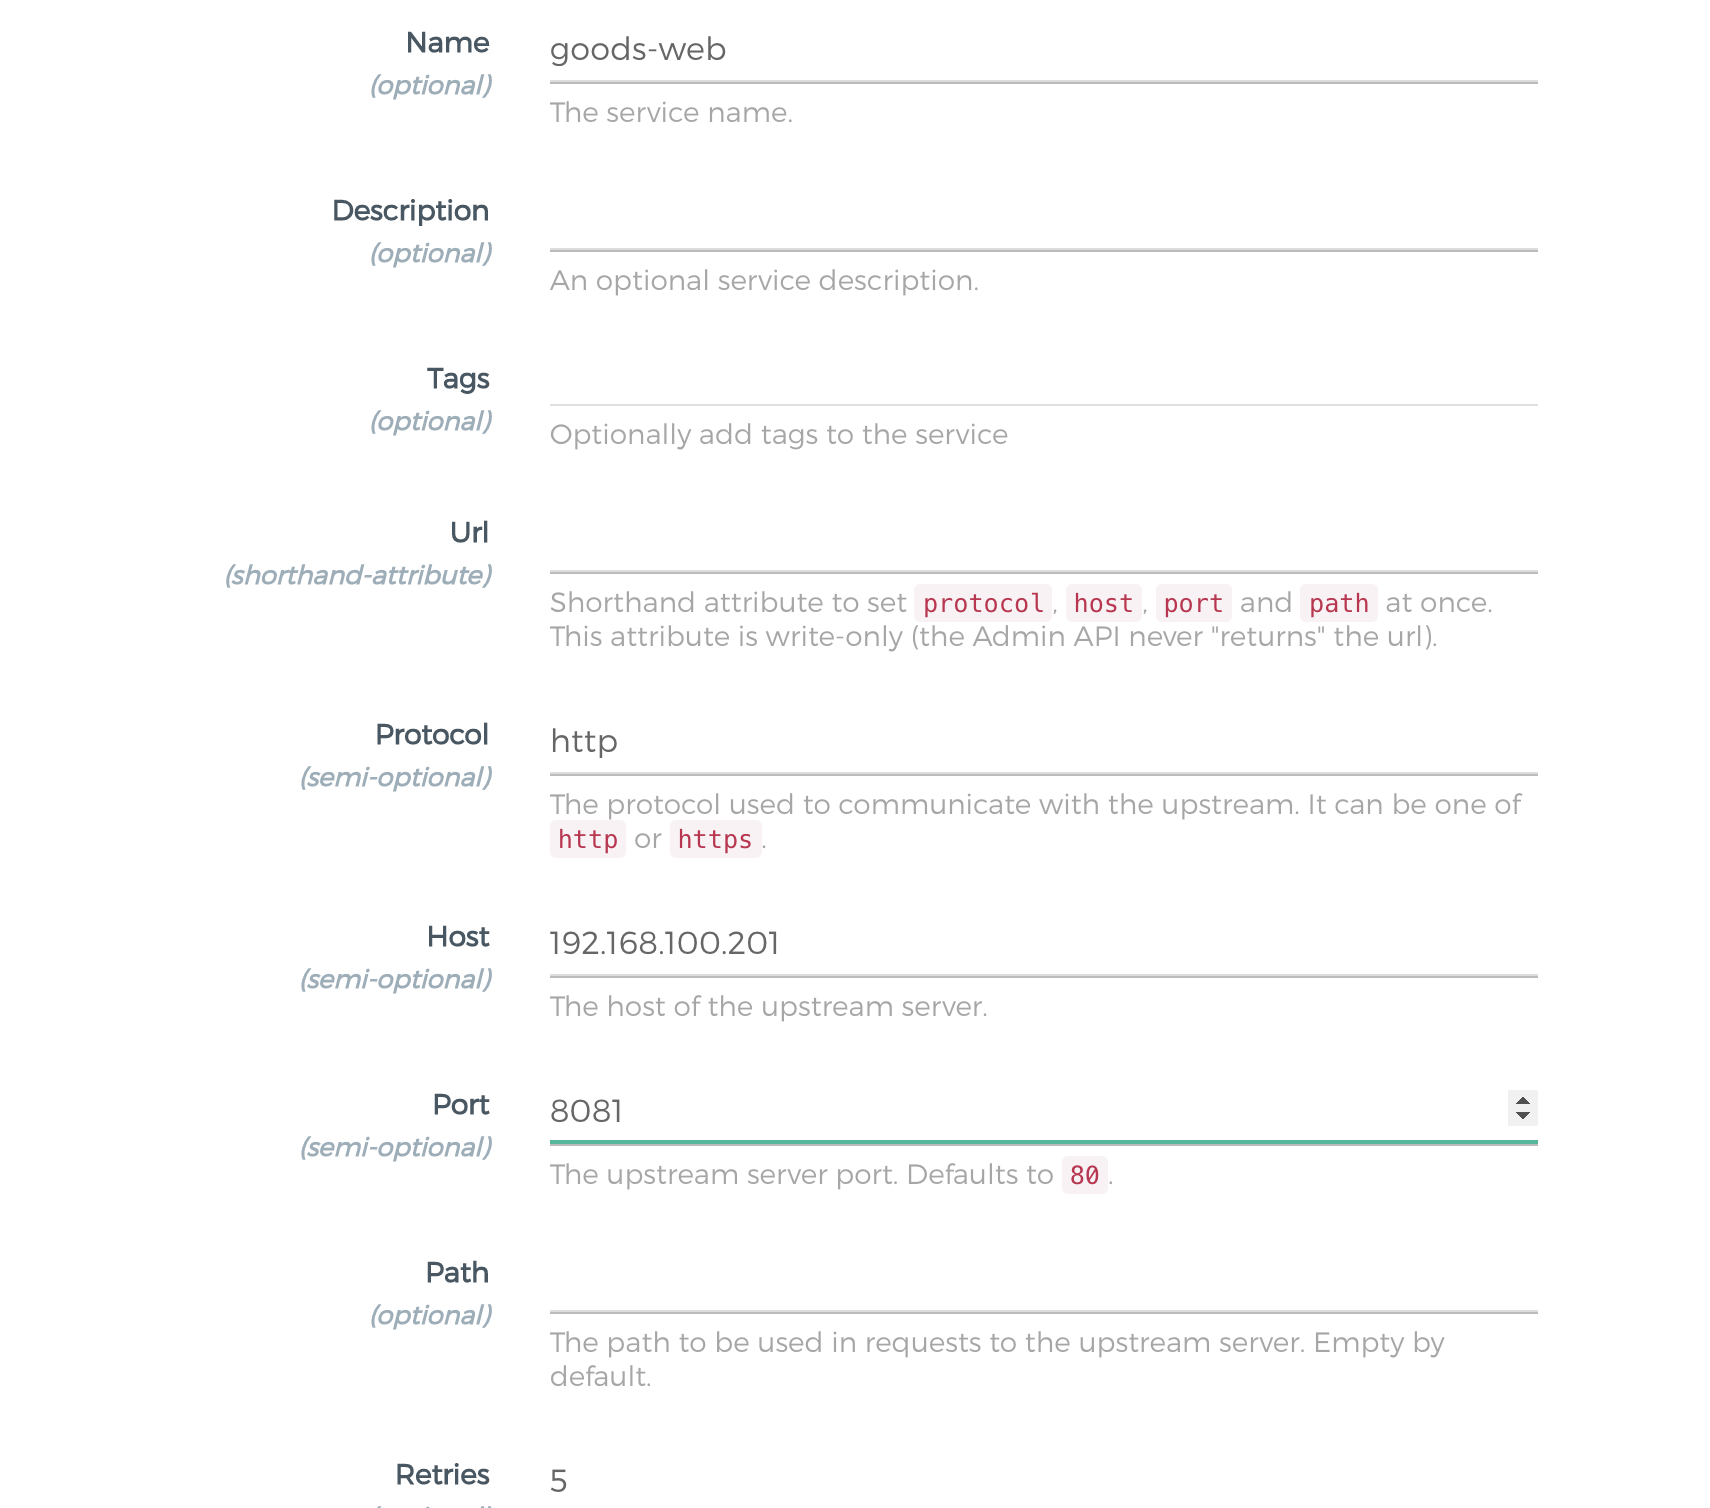 Name
goods-web
(optional)
The service name.
Description
(optional)
An optional service description.
Tags
(optional)
Optionally add tags to the service
Url
(shorthand-attribute)
Shorthand attribute to set protocol, host, port and path at once.
This attribute is write-only (the Admin API never "returns" the url).
Protocol
http
(semi-optional)
The protocol used to communicate with the upstream. It can be one of
http or https.
Host
192.168.100.201
(semi-optional)
The host of the upstream server.
Port
8081
(semi-optional)
The upstream server port. Defaults to 80.
Path
(optional)
The path to be used in requests to the upstream server. Empty by
default.
Retries
5